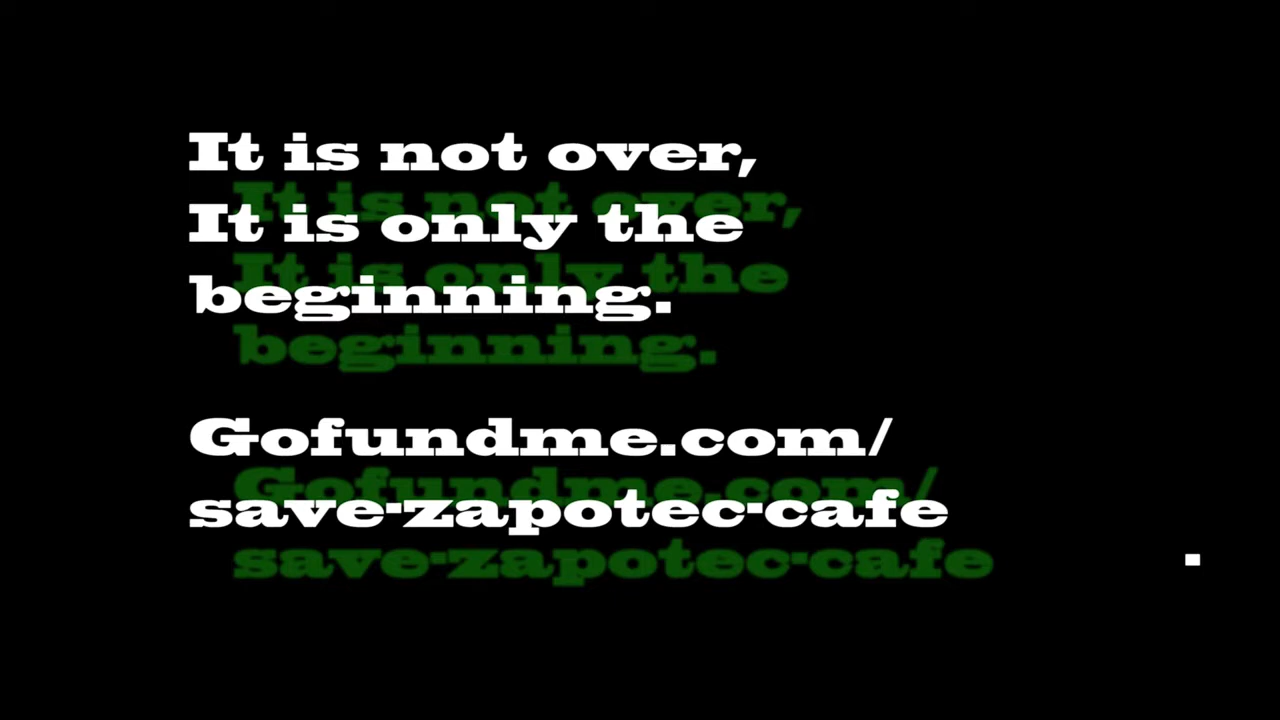 It is not over,
It is only the
beginning.
Gofundme.com/
save-zapotec-cafe
.